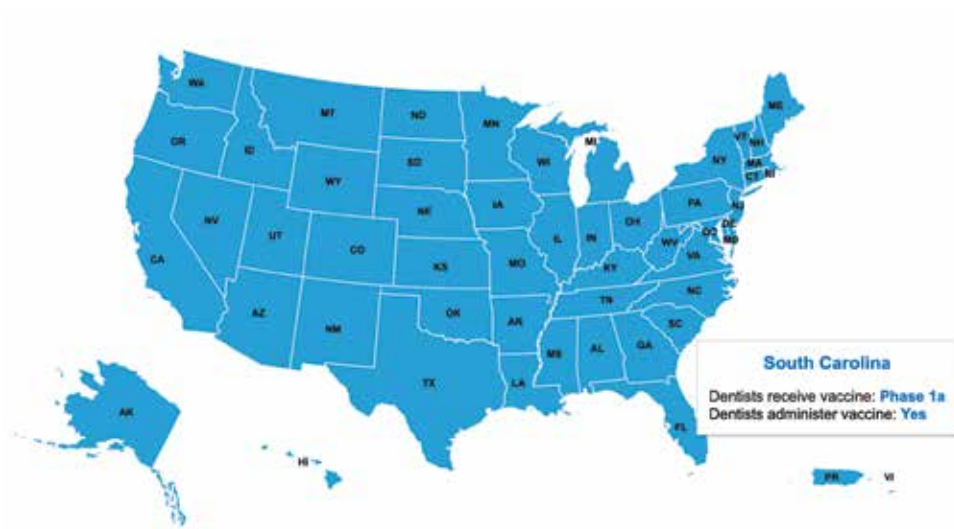 WA
MT
ND
MN
ME
OR
ID
SD
WI
MI
VT
NH
NY
MA
CT
RI
WY
IA
PA
NJ
NE
NV
UT
CO
IL
IN
OH
DE
DC
MD
WV
VA
CA
KS
MO
KY
NC
TN
AZ
NM
OK
AR
SC
MS
AL
GA
TX
LA
South Carolina
Dentists receive vaccine: Phase 1a
Dentists administer vaccine: Yes
AK
FL
HI
PR
VI